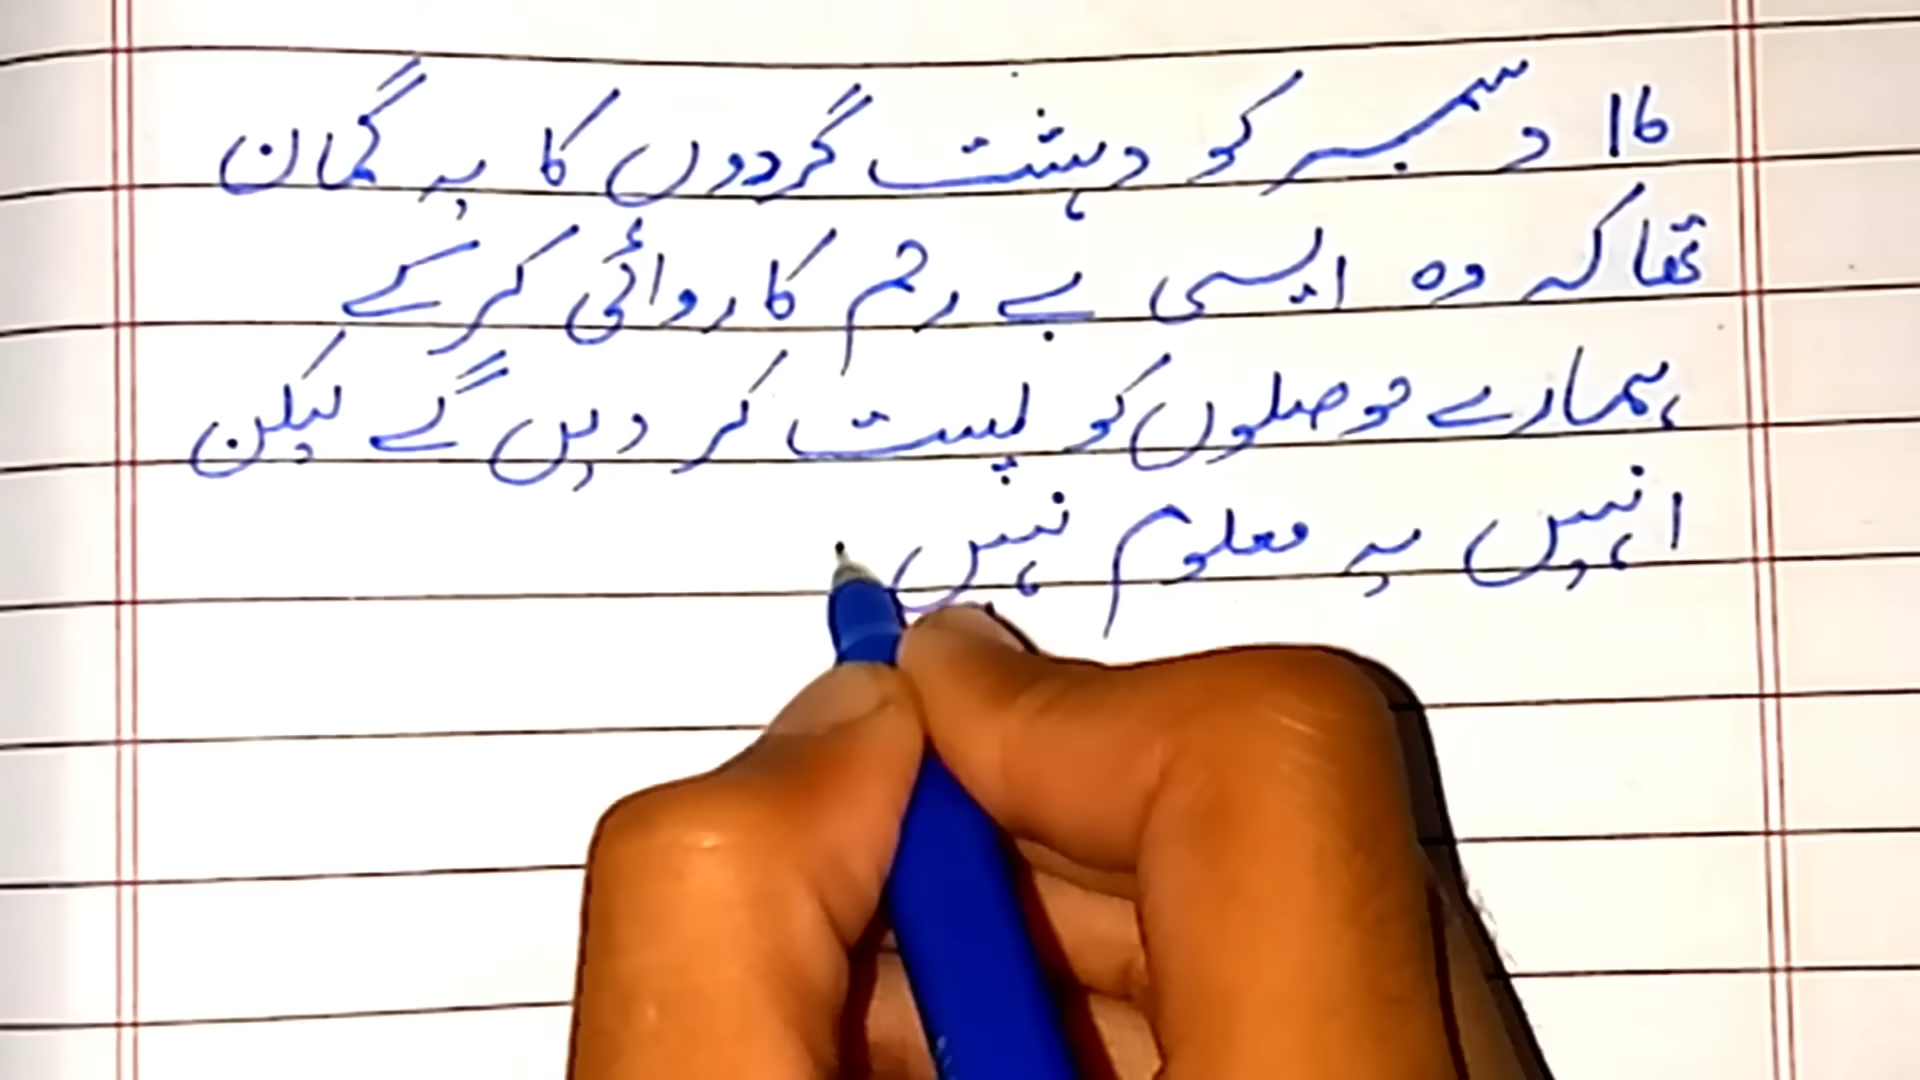 16 دسمبر کو دہشت گردوں کا یہ گمان
تھا کہ وہ ایسی بے رحم کاروائی کر کے
ہمارے حوصلوں کو پست کر دیں گے لیکن
انہیں یہ معلوم نہیں